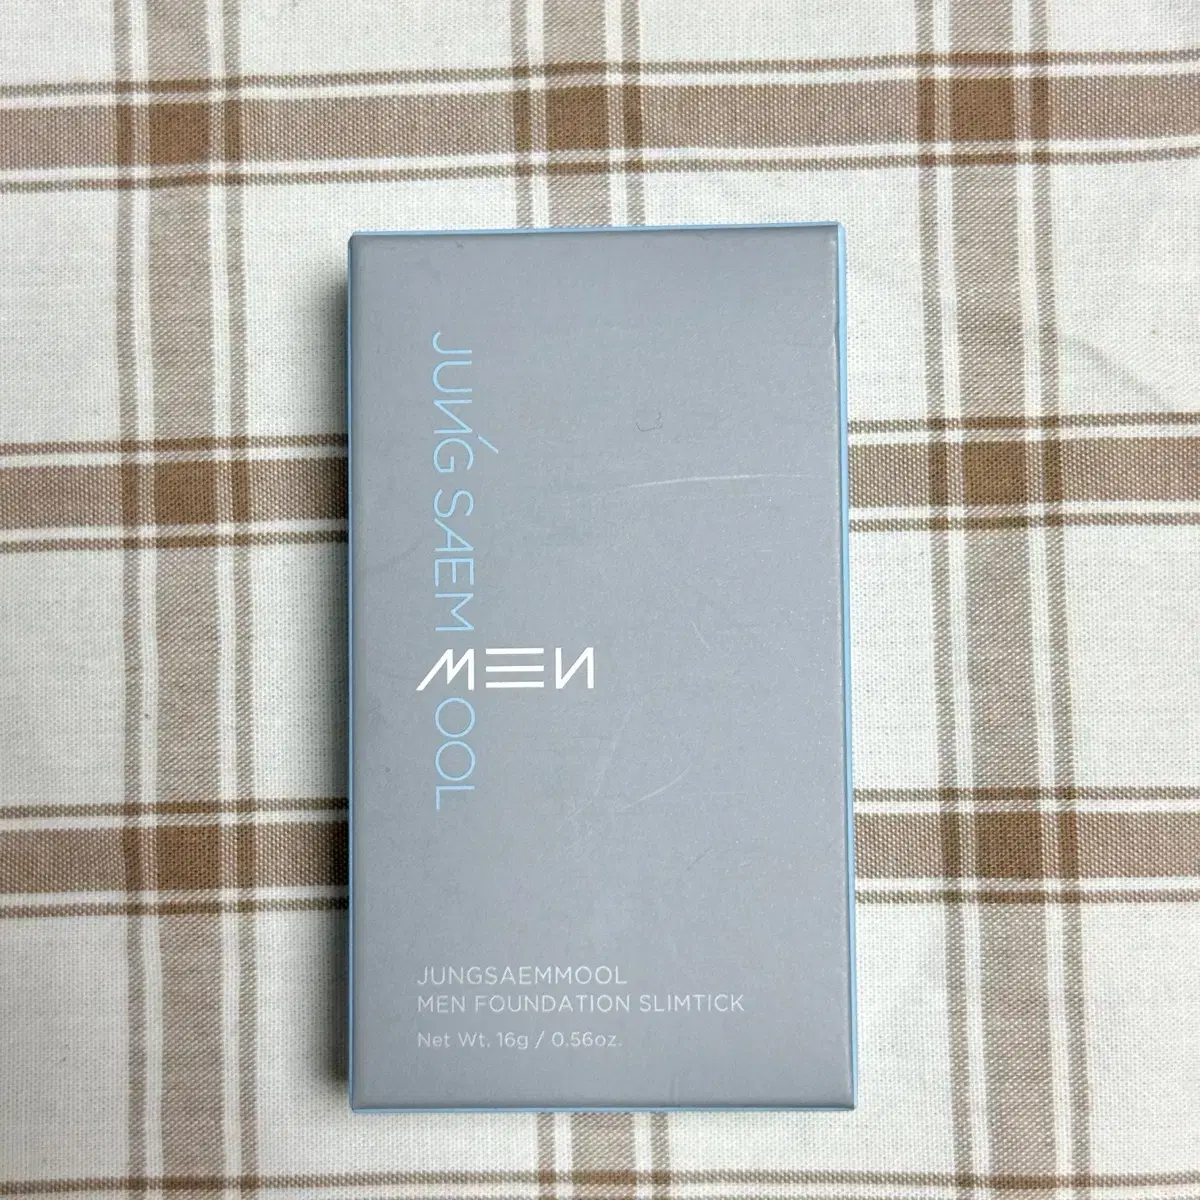 JUNG SAEM MOOL
MEN
JUNGSAEMMOOL
MEN FOUNDATION SLIMTICK
Net Wt. 16g / 0.56oz.